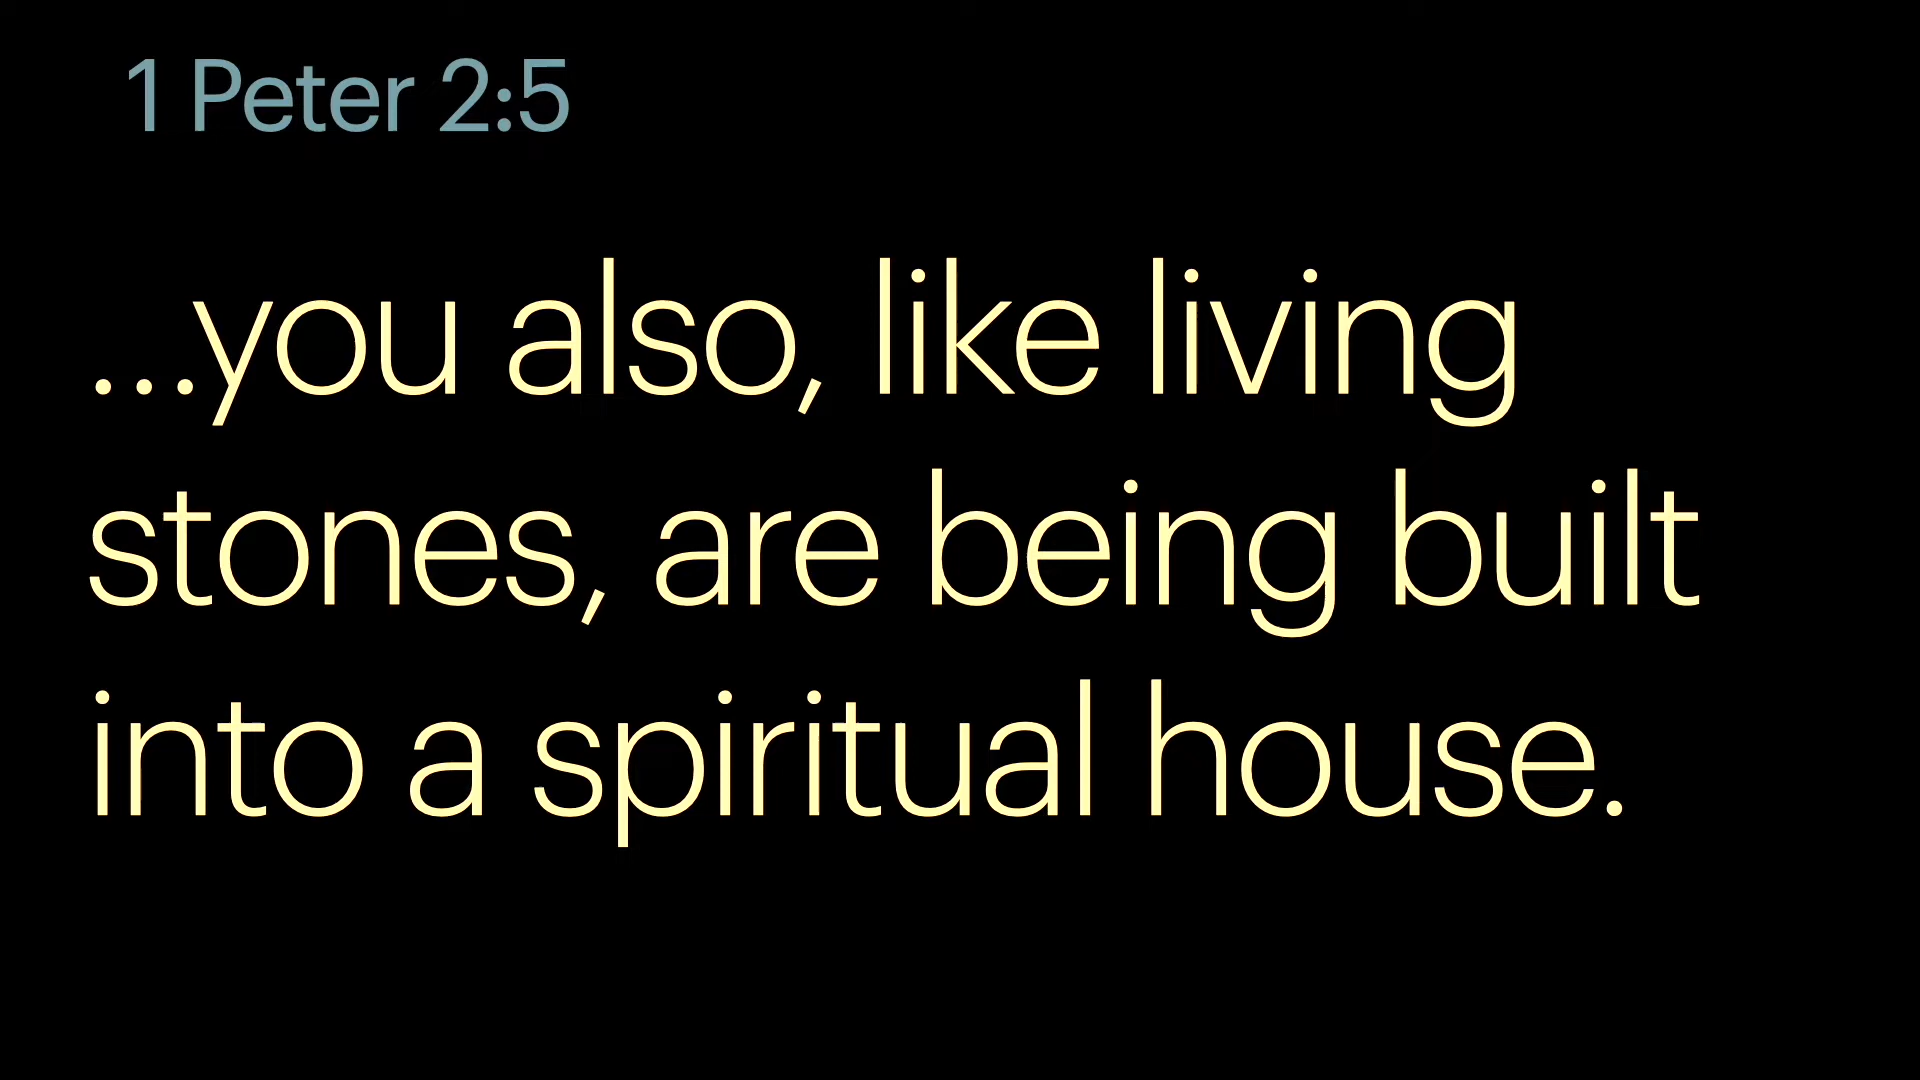 1 Peter 2:5
...you also, like living
stones, are being built
into a spiritual house.